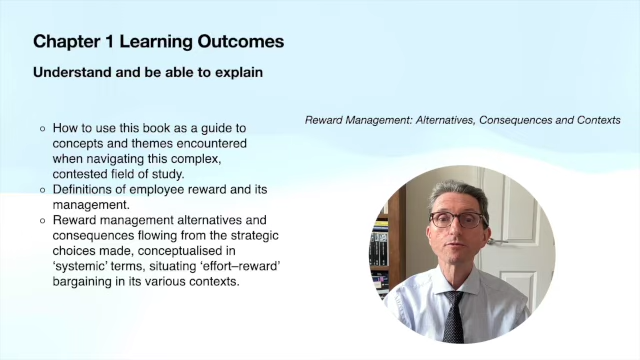 Chapter 1 Learning Outcomes
Understand and be able to explain
Reward Management: Alternatives, Consequences and Contexts
○ How to use this book as a guide to
concepts and themes encountered
when navigating this complex,
contested field of study.
○ Definitions of employee reward and its
management.
○ Reward management alternatives and
consequences flowing from the strategic
choices made, conceptualised in
‘systemic’ terms, situating ‘effort–reward’
bargaining in its various contexts.